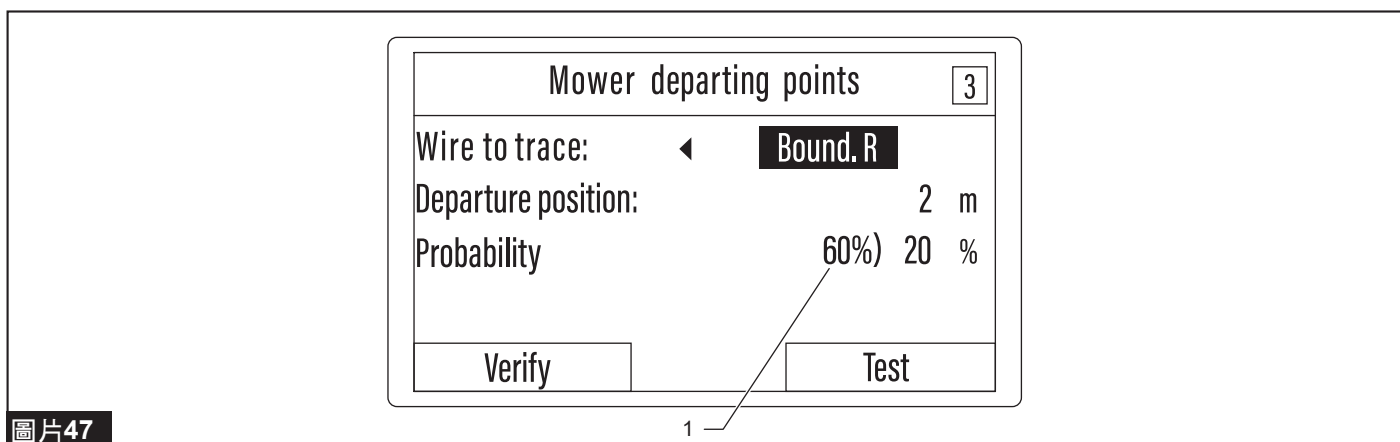 Mower departing points 3
Wire to trace: ◀ Bound. R
Departure position: 2 m
Probability 60%) 20 %
Verify Test
1
圖片47